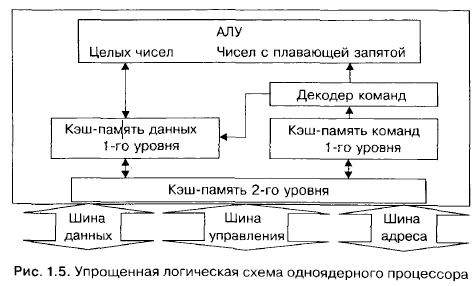 АЛУ
Целых чисел Чисел с плавающей запятой
Декодер команд
Кэш-память данных
1-го уровня
Кэш-память команд
1-го уровня
Кэш-память 2-го уровня
Шина
данных
Шина
управления
Шина
адреса
Рис. 1.5. Упрощенная логическая схема одноядерного процессора